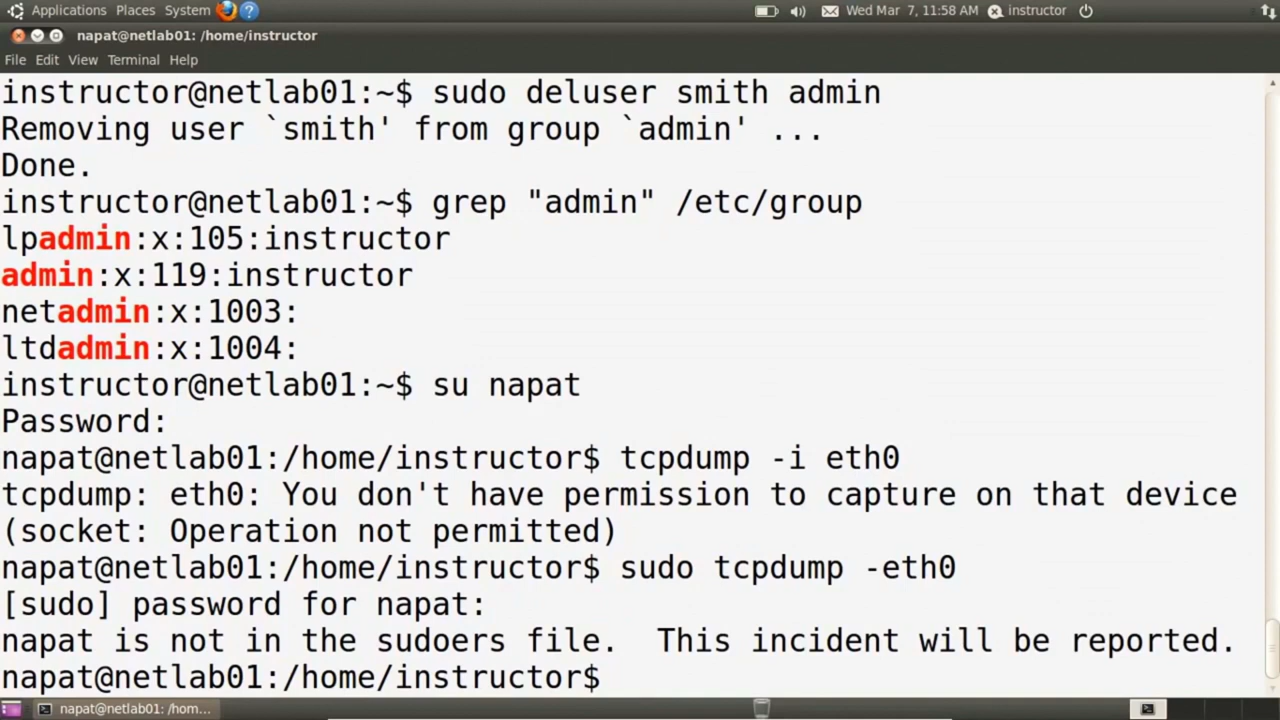 Applications Places System Wed Mar 7, 11:58 AM instructor
napat@netlab01: /home/instructor
File Edit View Terminal Help
instructor@netlab01:~$ sudo deluser smith admin
Removing user `smith' from group `admin' ...
Done.
instructor@netlab01:~$ grep "admin" /etc/group
lpadmin:x:105:instructor
admin:x:119:instructor
netadmin:x:1003:
ltdadmin:x:1004:
instructor@netlab01:~$ su napat
Password:
napat@netlab01:/home/instructor$ tcpdump -i eth0
tcpdump: eth0: You don't have permission to capture on that device
(socket: Operation not permitted)
napat@netlab01:/home/instructor$ sudo tcpdump -eth0
[sudo] password for napat:
napat is not in the sudoers file.  This incident will be reported.
napat@netlab01:/home/instructor$
napat@netlab01: /hom...